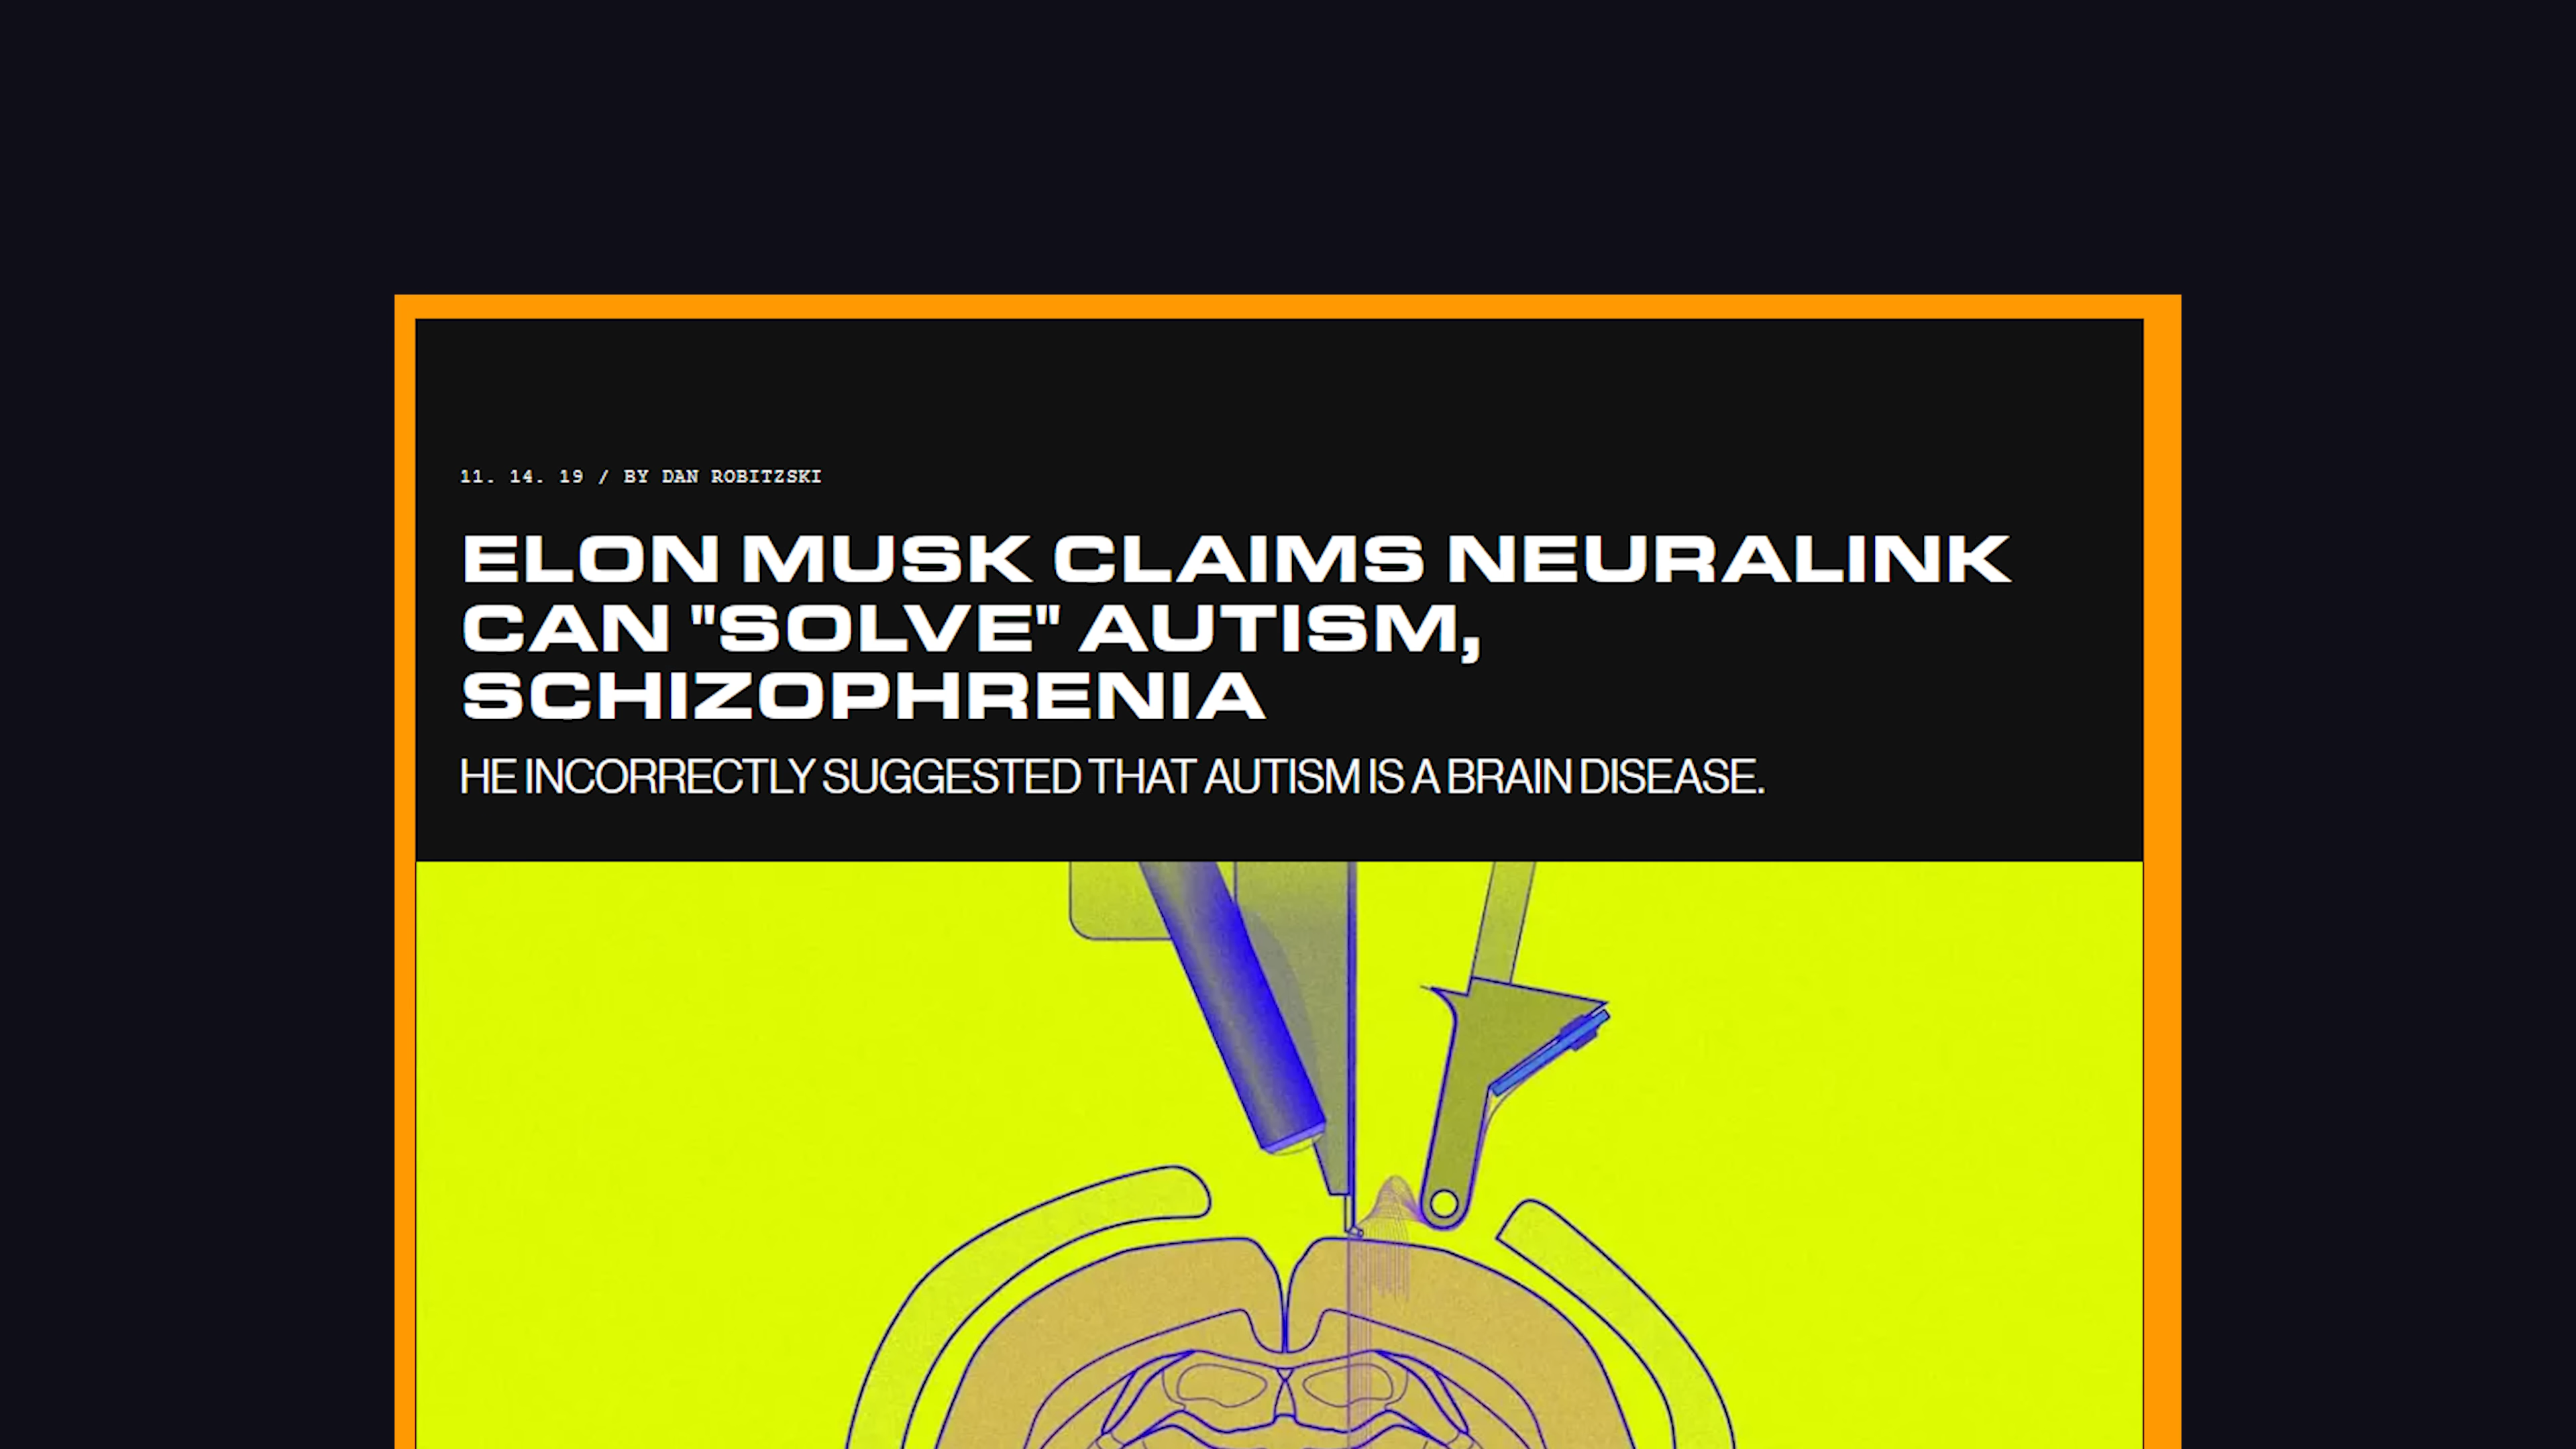 11. 14. 19 / BY DAN ROBITZSKI
ELON MUSK CLAIMS NEURALINK
CAN "SOLVE" AUTISM,
SCHIZOPHRENIA
HE INCORRECTLY SUGGESTED THAT AUTISM IS A BRAIN DISEASE.